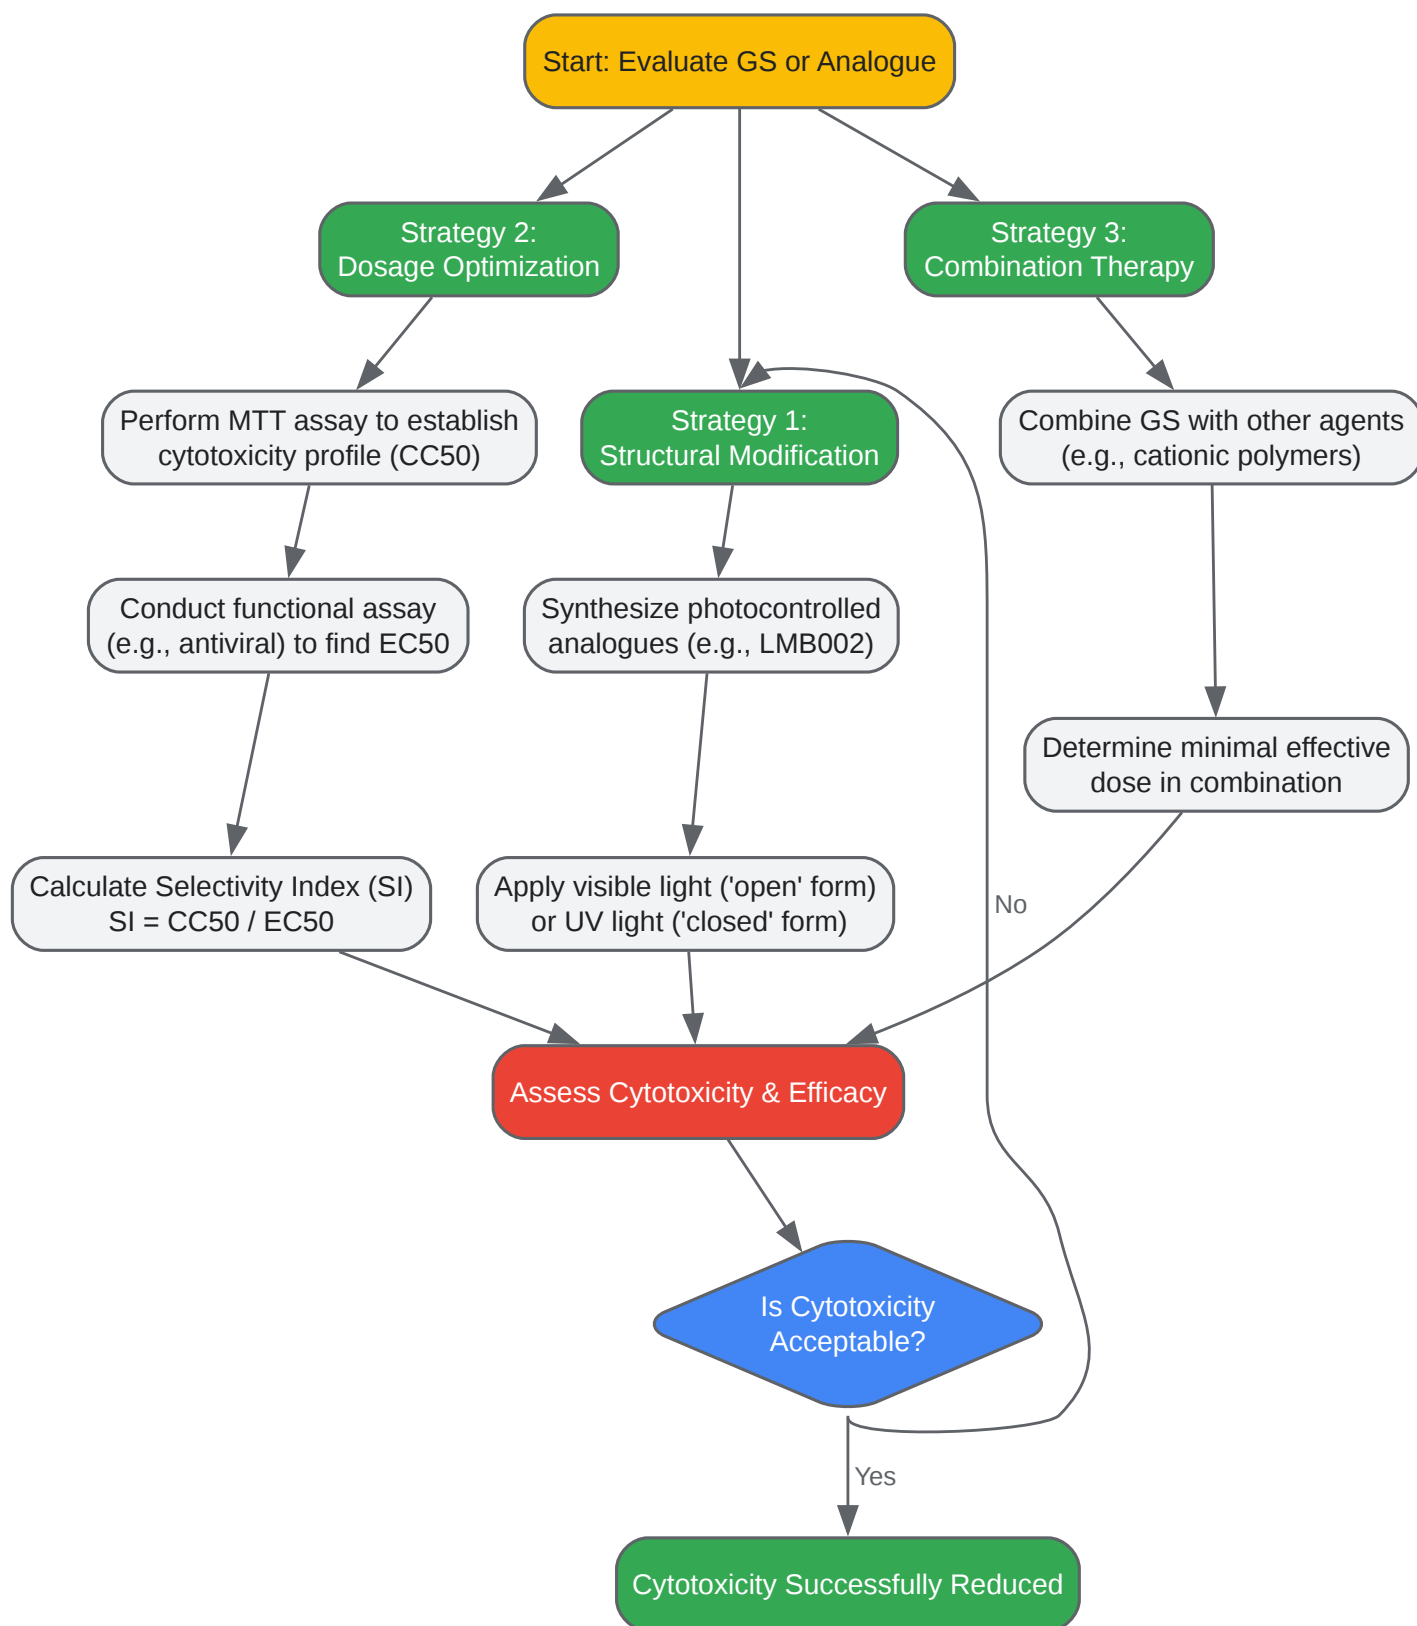 Start: Evaluate GS or Analogue
Strategy 2:
Dosage Optimization
Strategy 3:
Combination Therapy
Perform MTT assay to establish
cytotoxicity profile (CC50)
Strategy 1:
Structural Modification
Combine GS with other agents
(e.g., cationic polymers)
Conduct functional assay
(e.g., antiviral) to find EC50
Synthesize photocontrolled
analogues (e.g., LMB002)
Determine minimal effective
dose in combination
Calculate Selectivity Index (SI)
SI = CC50 / EC50
Apply visible light ('open' form)
or UV light ('closed' form)
No
Assess Cytotoxicity & Efficacy
Is Cytotoxicity
Acceptable?
Yes
Cytotoxicity Successfully Reduced